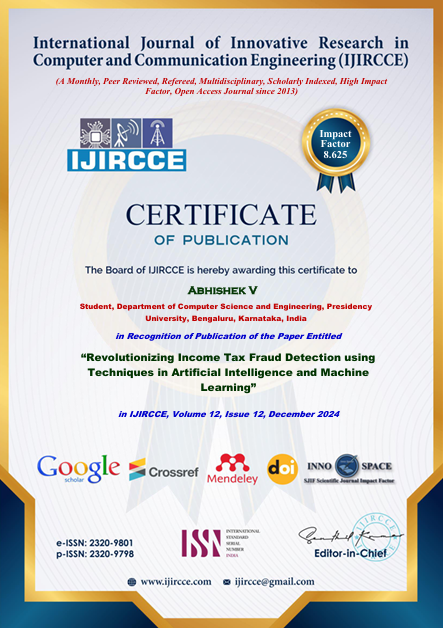 International Journal of Innovative Research in
Computer and Communication Engineering (IJIRCCE)
(A Monthly, Peer Reviewed, Refereed, Multidisciplinary, Scholarly Indexed, High Impact
Factor, Open Access Journal since 2013)
IJIRCCE
Impact
Factor
8.625
CERTIFICATE
OF PUBLICATION
The Board of IJIRCCE is hereby awarding this certificate to
ABHISHEK V
Student, Department of Computer Science and Engineering, Presidency
University, Bengaluru, Karnataka, India
in Recognition of Publication of the Paper Entitled
“Revolutionizing Income Tax Fraud Detection using
Techniques in Artificial Intelligence and Machine
Learning”
in IJIRCCE, Volume 12, Issue 12, December 2024
Google
scholar
Crossref
MENDELEY
doi
INNO SPACE
SJIF Scientific Journal Impact Factor
e-ISSN: 2320-9801
p-ISSN: 2320-9798
ISSN
INTERNATIONAL
STANDARD
SERIAL
NUMBER
INDIA
IJIRCCE
Editor-in-Chief
www.ijircce.com ijircce@gmail.com